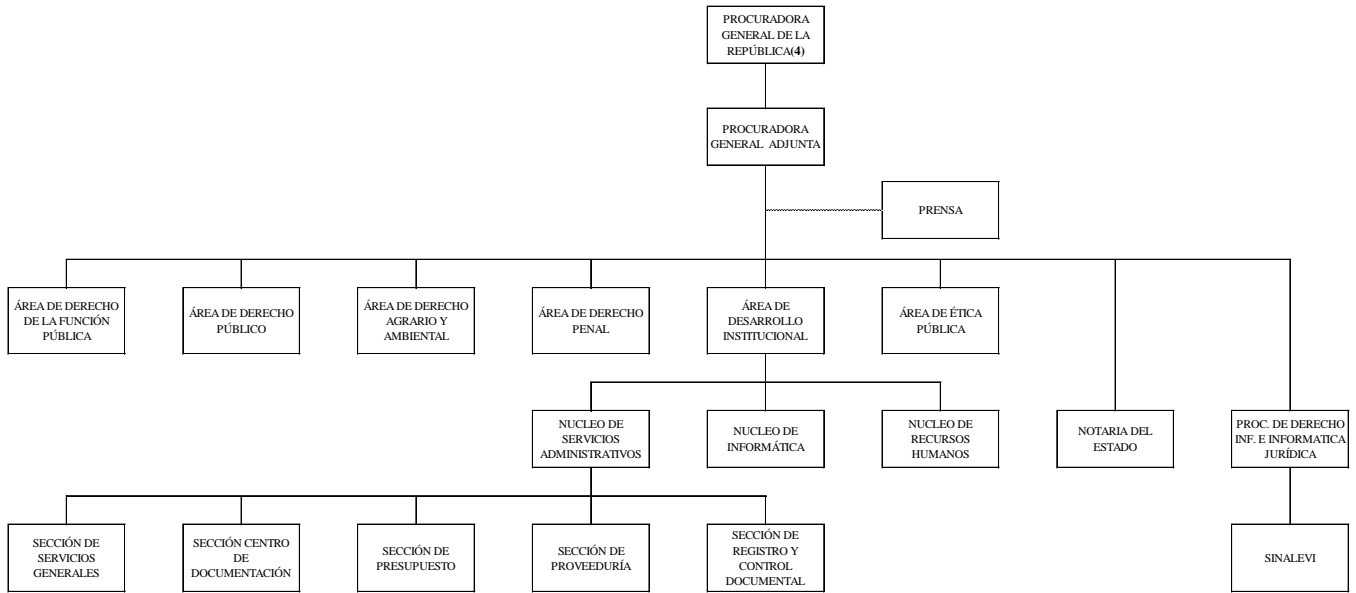 PROCURADORA
GENERAL DE LA
REPÚBLICA(4)
PROCURADORA
GENERAL ADJUNTA
PRENSA
ÁREA DE DERECHO
DE LA FUNCIÓN
PÚBLICA
ÁREA DE DERECHO
PÚBLICO
ÁREA DE DERECHO
AGRARIO Y
AMBIENTAL
ÁREA DE DERECHO
PENAL
ÁREA DE
DESARROLLO
INSTITUCIONAL
ÁREA DE ÉTICA
PÚBLICA
NUCLEO DE
SERVICIOS
ADMINISTRATIVOS
NUCLEO DE
INFORMÁTICA
NUCLEO DE
RECURSOS
HUMANOS
NOTARIA DEL
ESTADO
PROC. DE DERECHO
INF. E INFORMATICA
JURÍDICA
SECCIÓN DE
SERVICIOS
GENERALES
SECCIÓN CENTRO
DE
DOCUMENTACIÓN
SECCIÓN DE
PRESUPUESTO
SECCIÓN DE
PROVEEDURÍA
SECCIÓN DE
REGISTRO Y
CONTROL
DOCUMENTAL
SINALEVI